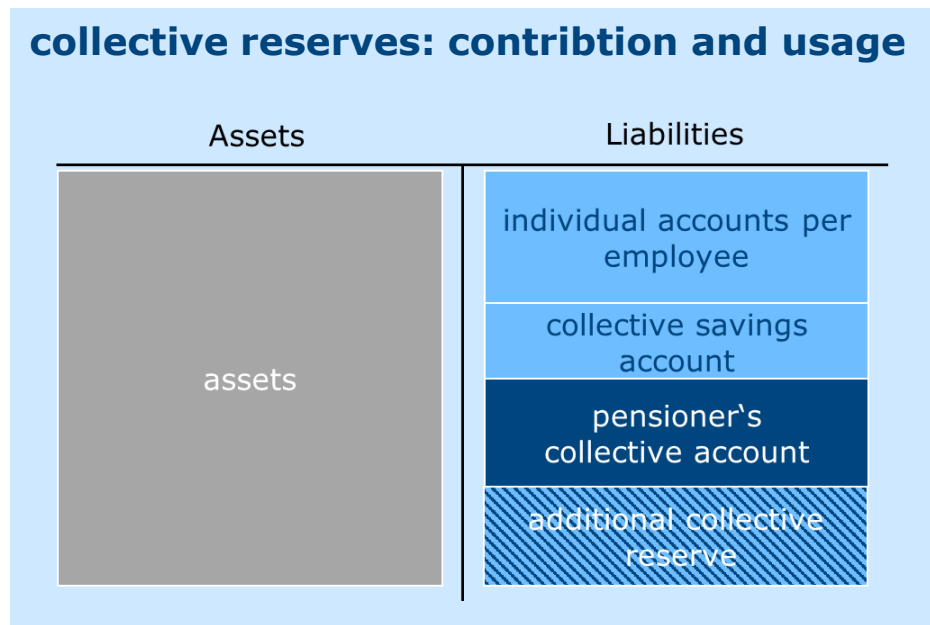 collective reserves: contribtion and usage
Assets
Liabilities
assets
individual accounts per
employee
collective savings
account
pensioner‘s
collective account
additional collective
reserve